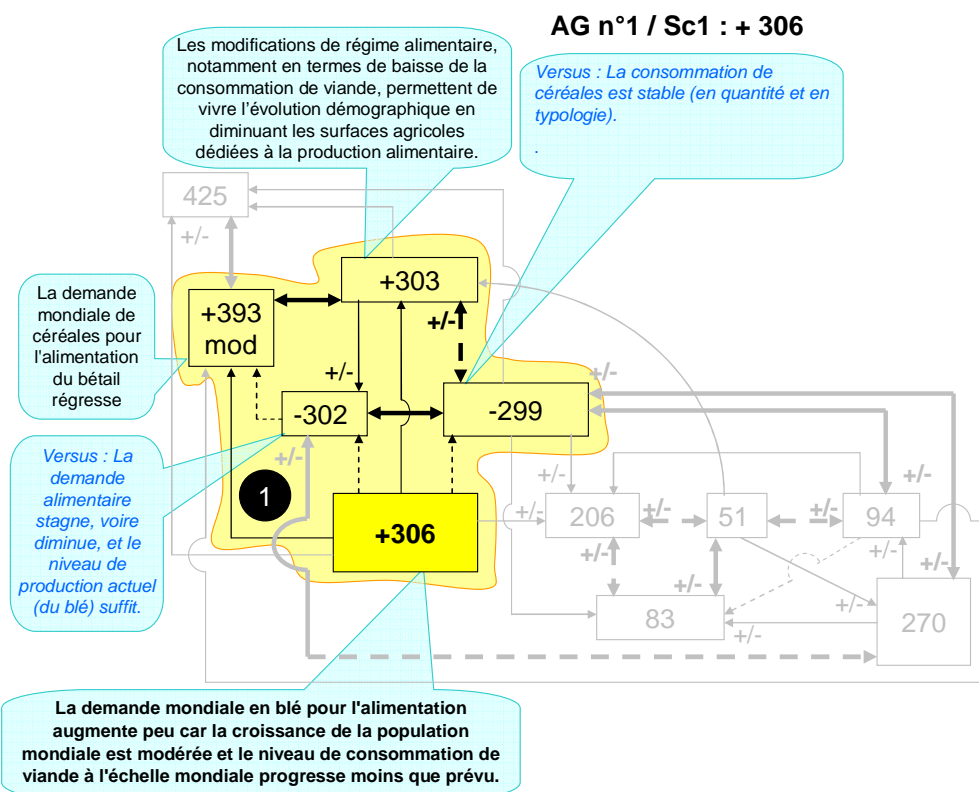 AG n°1 / Sc1 : + 306
Les modifications de régime alimentaire,
notamment en termes de baisse de la
consommation de viande, permettent de
vivre l'évolution démographique en
diminuant les surfaces agricoles
dédiées à la production alimentaire.
Versus : La consommation de
céréales est stable (en quantité et en
typologie).
.
425
+/-
+303
+/-
La demande
mondiale de
céréales pour
l'alimentation
du bétail
régresse
+393
mod
+/-
+/-
-302
-299
Versus : La
demande
alimentaire
stagne, voire
diminue, et le
niveau de
production actuel
(du blé) suffit.
+/-
1
+306
+/-
+/-
+/-
206
+/-
51
+/-
94
+/-
+/-
+/-
+/-
83
+/-
+/-
270
La demande mondiale en blé pour l'alimentation
augmente peu car la croissance de la population
mondiale est modérée et le niveau de consommation de
viande à l'échelle mondiale progresse moins que prévu.